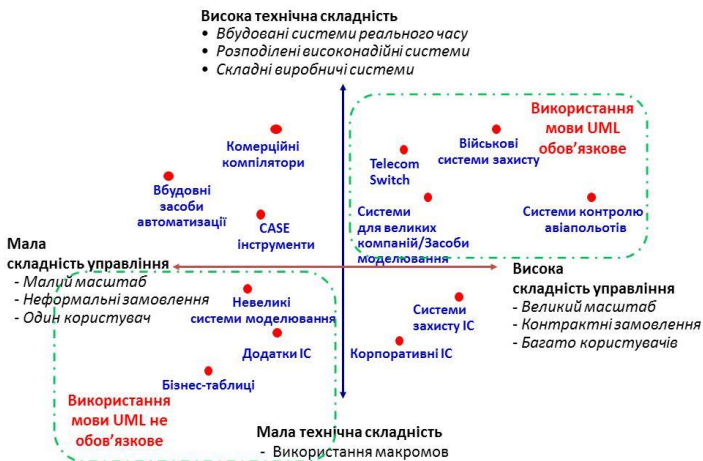 Висока технічна складність
• Вбудовані системи реального часу
• Розподілені високонадійні системи
• Складні виробничі системи
Використання
мови UML
обов’язкове
Комерційні
компілятори
Військові
системи захисту
Telecom
Switch
Вбудовні
засоби
автоматизації
CASE
інструменти
Системи
для великих
компаній/Засоби
моделювання
Системи контролю
авіапольотів
Мала
складність управління
- Малий масштаб
- Неформальні замовлення
- Один користувач
Висока
складність управління
- Великий масштаб
- Контрактні замовлення
- Багато користувачів
Невеликі
системи моделювання
Системи
захисту ІС
Додатки ІС
Корпоративні ІС
Бізнес-таблиці
Використання
мови UML не
обов’язкове
Мала технічна складність
- Використання макромов